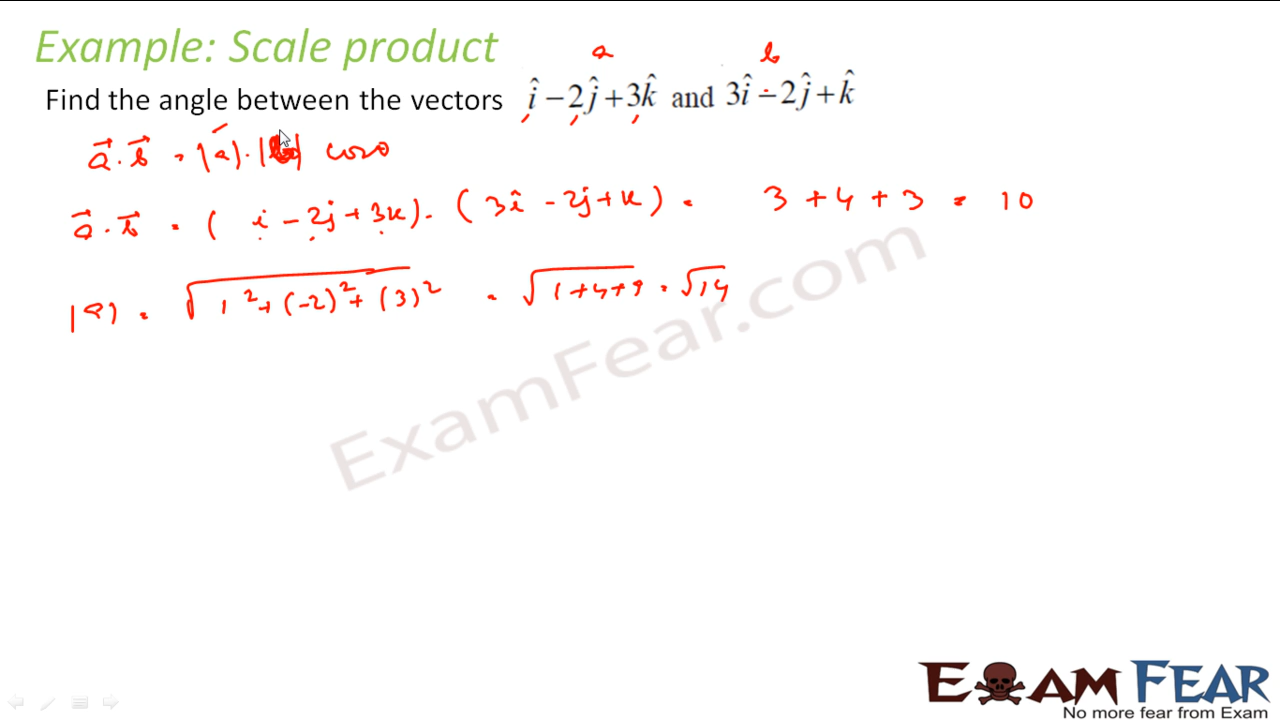 Example: Scale product
a b
Find the angle between the vectors î − 2ĵ + 3k̂ and 3î − 2ĵ + k̂
a⃗ . b⃗ = |a| . |b| cosθ
a⃗ . b⃗ = ( i − 2j + 3k ) . ( 3î − 2j + k ) = 3 + 4 + 3 = 10
|a| = √1² + (-2)² + (3)² = √1+4+9 = √14
ExamFear.com
EXAM FEAR
No more fear from Exam